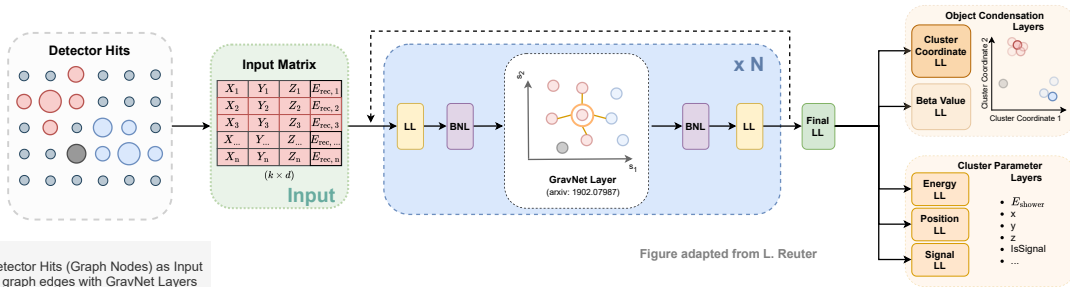 Detector Hits
Input Matrix
X1 Y1 Z1 Erec, 1
X2 Y2 Z2 Erec, 2
X3 Y3 Z3 Erec, 3
X... Y... Z... Erec, ...
Xn Yn Zn Erec, n
(k × d)
Input
LL
BNL
x N
s2
s1
GravNet Layer
(arxiv: 1902.07987)
BNL
LL
Final
LL
Object Condensation
Layers
Cluster
Coordinate
LL
Beta Value
LL
Cluster Coordinate 2
Cluster Coordinate 1
Cluster Parameter
Layers
Energy
LL
Position
LL
Signal
LL
• Eshower
• x
• y
• z
• IsSignal
• ...
Figure adapted from L. Reuter
etector Hits (Graph Nodes) as Input
graph edges with GravNet Layers